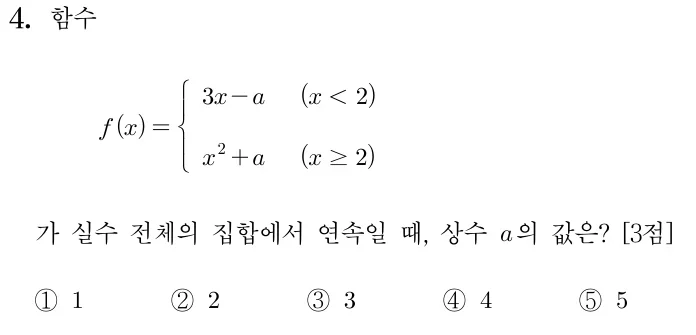 4. 함수
f(x) = { 3x-a (x < 2)
x²+a (x ≥ 2)
가 실수 전체의 집합에서 연속일 때, 상수 a의 값은? [3점]
① 1 ② 2 ③ 3 ④ 4 ⑤ 5